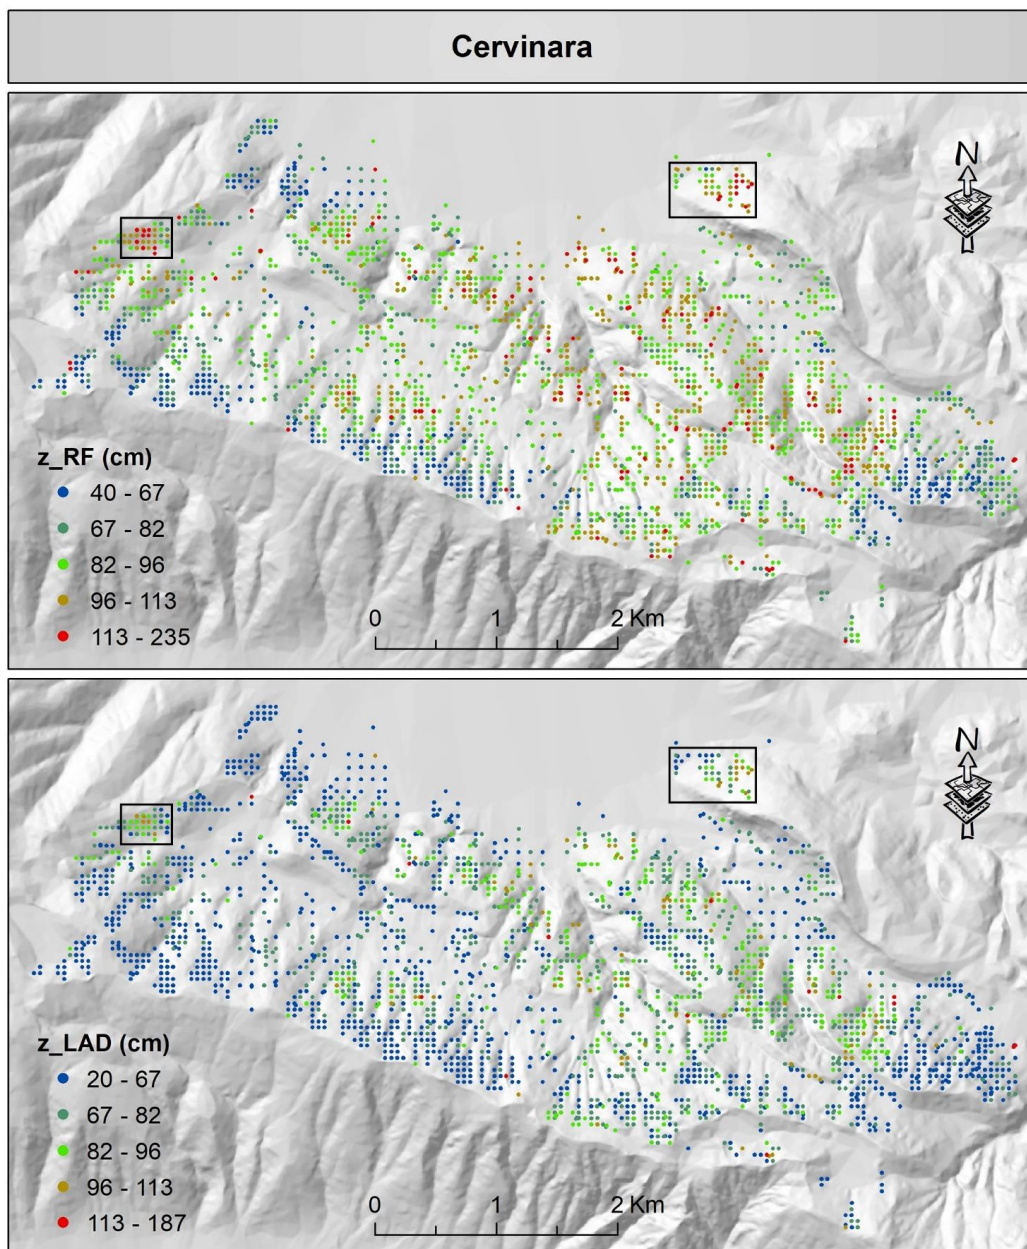 Cervinara
N
z_RF (cm)
40 - 67
67 - 82
82 - 96
96 - 113
113 - 235
0 1 2 Km
N
z_LAD (cm)
20 - 67
67 - 82
82 - 96
96 - 113
113 - 187
0 1 2 Km